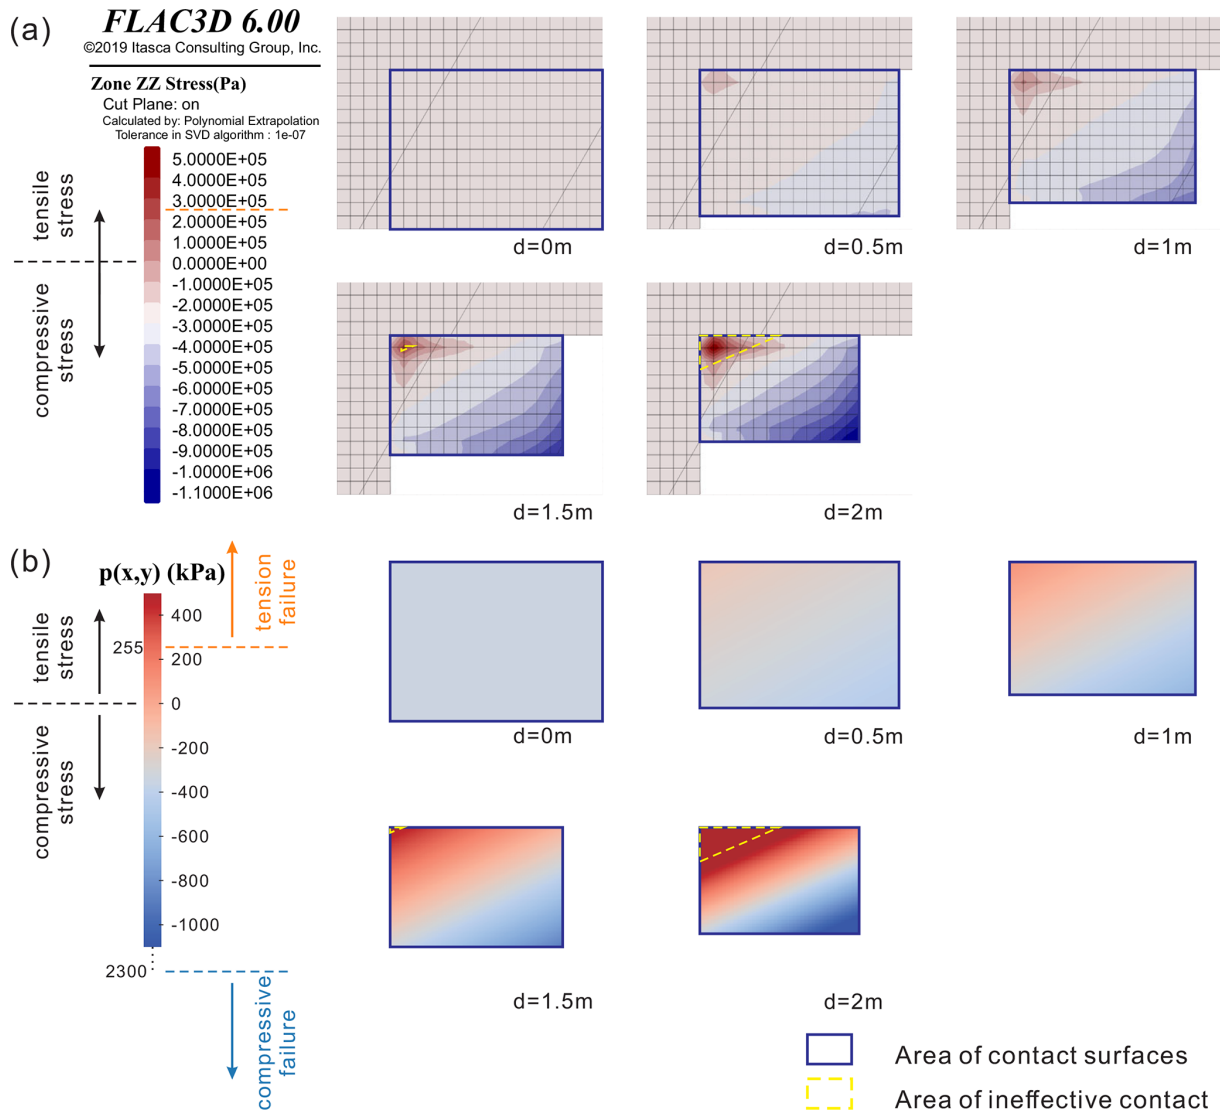 (a)
FLAC3D 6.00
©2019 Itasca Consulting Group, Inc.
Zone ZZ Stress(Pa)
Cut Plane: on
Calculated by: Polynomial Extrapolation
Tolerance in SVD algorithm : 1e-07
5.0000E+05
4.0000E+05
3.0000E+05
2.0000E+05
1.0000E+05
0.0000E+00
-1.0000E+05
-2.0000E+05
-3.0000E+05
-4.0000E+05
-5.0000E+05
-6.0000E+05
-7.0000E+05
-8.0000E+05
-9.0000E+05
-1.0000E+06
-1.1000E+06
tensile
stress
compressive
stress
d=0m
d=0.5m
d=1m
d=1.5m
d=2m
(b)
p(x,y) (kPa)
400
255
200
0
-200
-400
-600
-800
-1000
2300
tensile
stress
compressive
stress
tension
failure
compressive
failure
d=0m
d=0.5m
d=1m
d=1.5m
d=2m
Area of contact surfaces
Area of ineffective contact